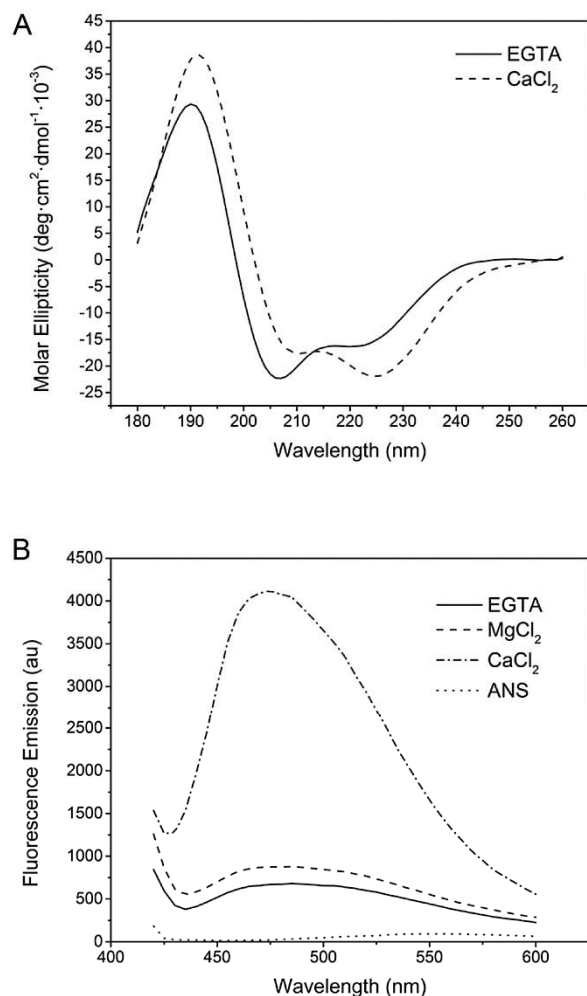 A
EGTA
CaCl₂
Molar Ellipticity (deg·cm²·dmol⁻¹·10⁻³)
40
35
30
25
20
15
10
5
0
-5
-10
-15
-20
-25
180 190 200 210 220 230 240 250 260
Wavelength (nm)
B
EGTA
MgCl₂
CaCl₂
ANS
Fluorescence Emission (au)
4500
4000
3500
3000
2500
2000
1500
1000
500
0
400 450 500 550 600
Wavelength (nm)